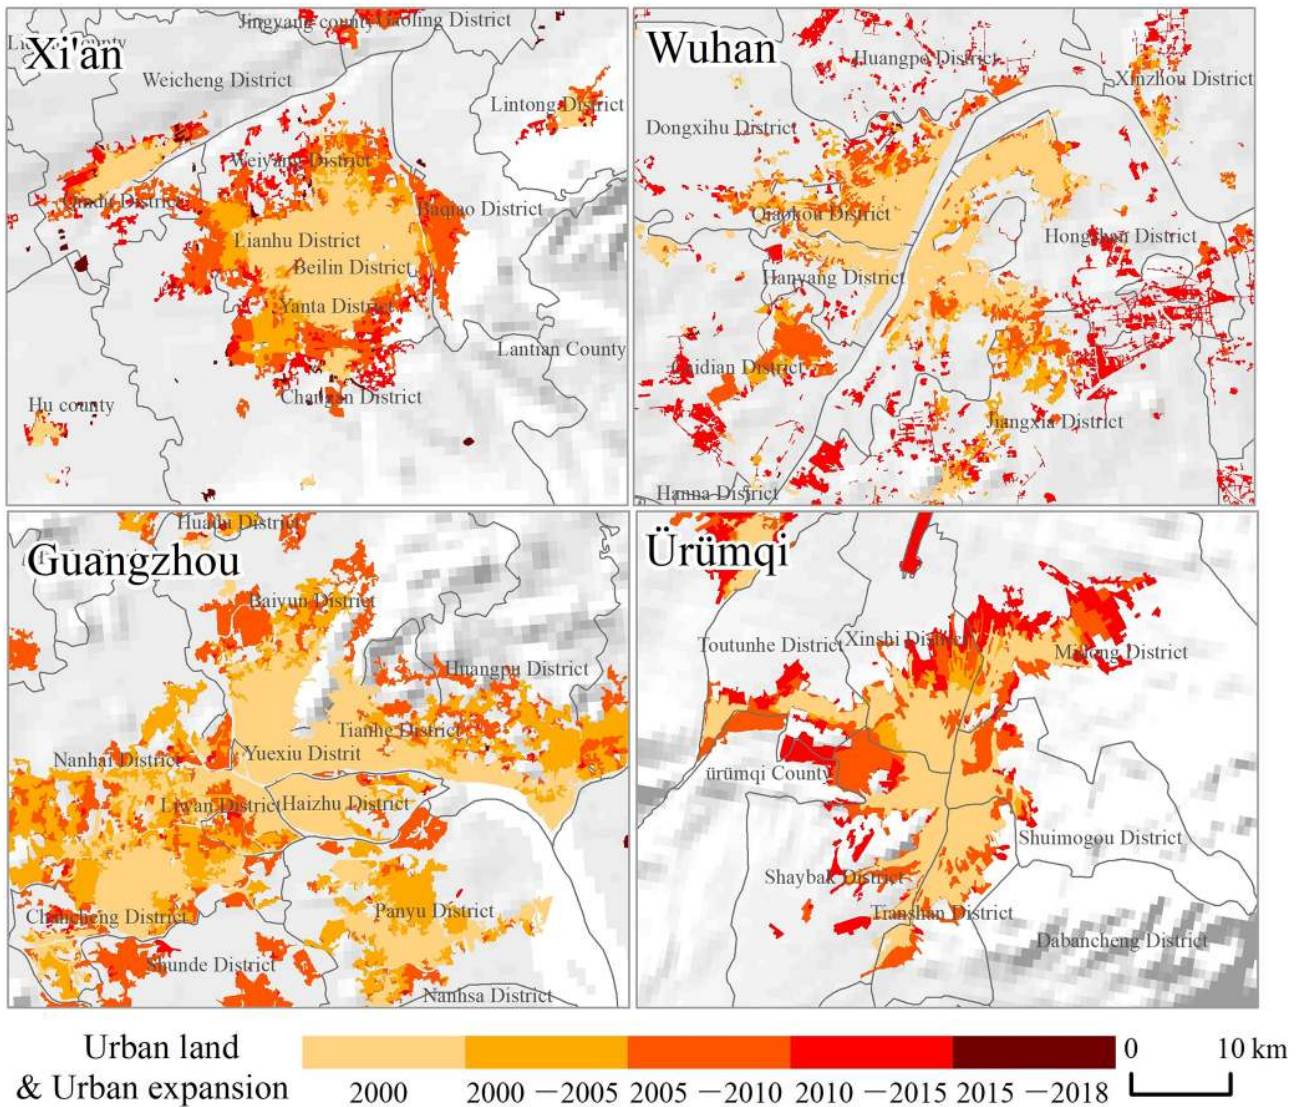 Xi'an
Jingyang county
Gaoling District
Weicheng District
Lintong District
Weiyang District
Qindu District
Baqiao District
Lianhu District
Beilin District
Yanta District
Lantian County
Hu county
Changan District
Wuhan
Huangpo District
Xinzhou District
Dongxihu District
Qiaokou District
Hongshan District
Hanyang District
Caidian District
Jiangxia District
Hanna District
Guangzhou
Huadu District
Baiyun District
Huangpu District
Tianhe District
Nanhai District
Yuexiu Distrit
Liwan District
Haizhu District
Chancheng District
Panyu District
Shunde District
Nanhsa District
Ürümqi
Toutunhe District
Xinshi District
Midong District
ürümqi County
Shuimogou District
Shaybak District
Tianshan District
Dabancheng District
Urban land
& Urban expansion
2000
2000 －2005
2005 －2010
2010 －2015
2015 －2018
0
10 km